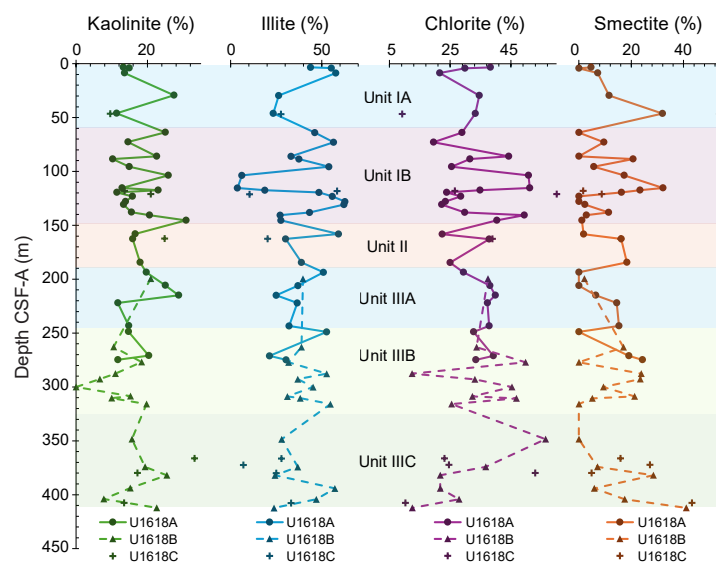 Kaolinite (%) Illite (%) Chlorite (%) Smectite (%)
0 20 0 10 50 5 25 45 0 20 40
0
50
100
150
200
250
300
350
400
450
Depth CSF-A (m)
Unit IA
Unit IB
Unit II
Unit IIIA
Unit IIIB
Unit IIIC
U1618A U1618A U1618A U1618A
U1618B U1618B U1618B U1618B
U1618C U1618C U1618C U1618C